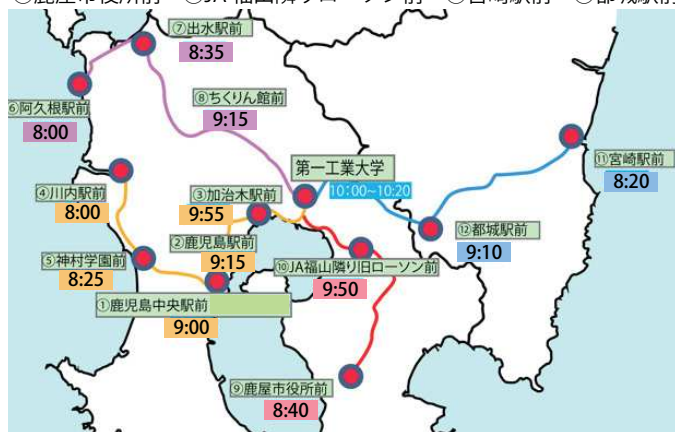 ⑦出水駅前
8:35
⑧ちくりん館前
9:15
⑥阿久根駅前
8:00
第一工業大学
10:00~10:20
⑪宮崎駅前
8:20
④川内駅前
8:00
③加治木駅前
9:55
②鹿児島駅前
9:15
⑫都城駅前
9:10
⑤神村学園前
8:25
⑩JA福山隣り旧ローソン前
9:50
①鹿児島中央駅前
9:00
⑨鹿屋市役所前
8:40